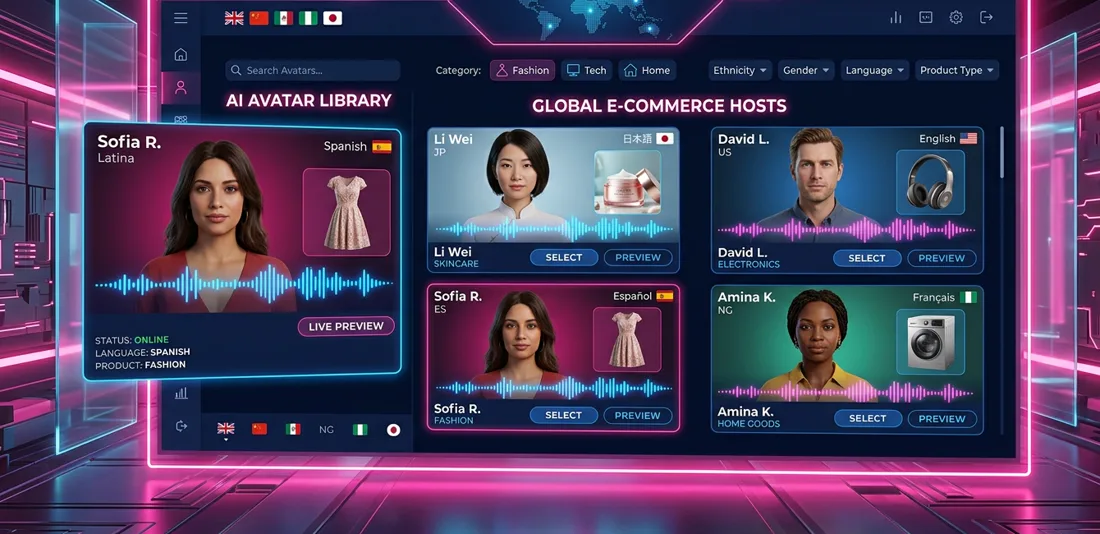 Search Avatars...
Category:
Fashion
Tech
Home
Ethnicity
Gender
Language
Product Type
AI AVATAR LIBRARY
GLOBAL E-COMMERCE HOSTS
Sofia R.
Latina
Spanish
LIVE PREVIEW
STATUS: ONLINE
LANGUAGE: SPANISH
PRODUCT: FASHION
NG
Li Wei
JP
日本語
Li Wei
SKINCARE
SELECT
PREVIEW
David L.
US
English
David L.
ELECTRONICS
SELECT
PREVIEW
Sofia R.
ES
Español
Sofia R.
FASHION
SELECT
PREVIEW
Amina K.
NG
Français
Amina K.
HOME GOODS
SELECT
PREVIEW